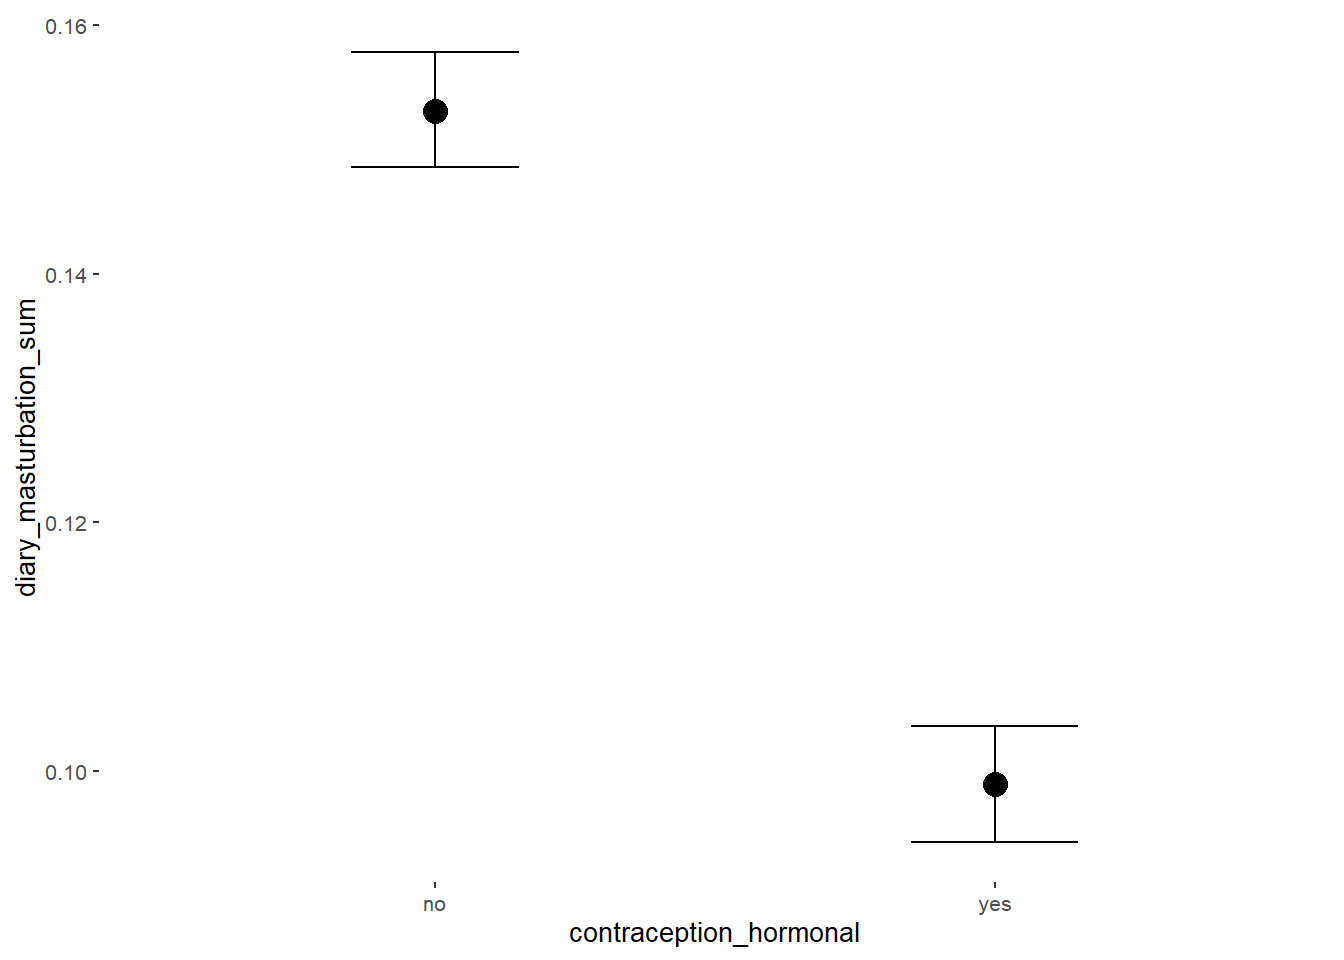 0.16
0.14
0.12
0.10
diary_masturbation_sum
no
yes
contraception_hormonal